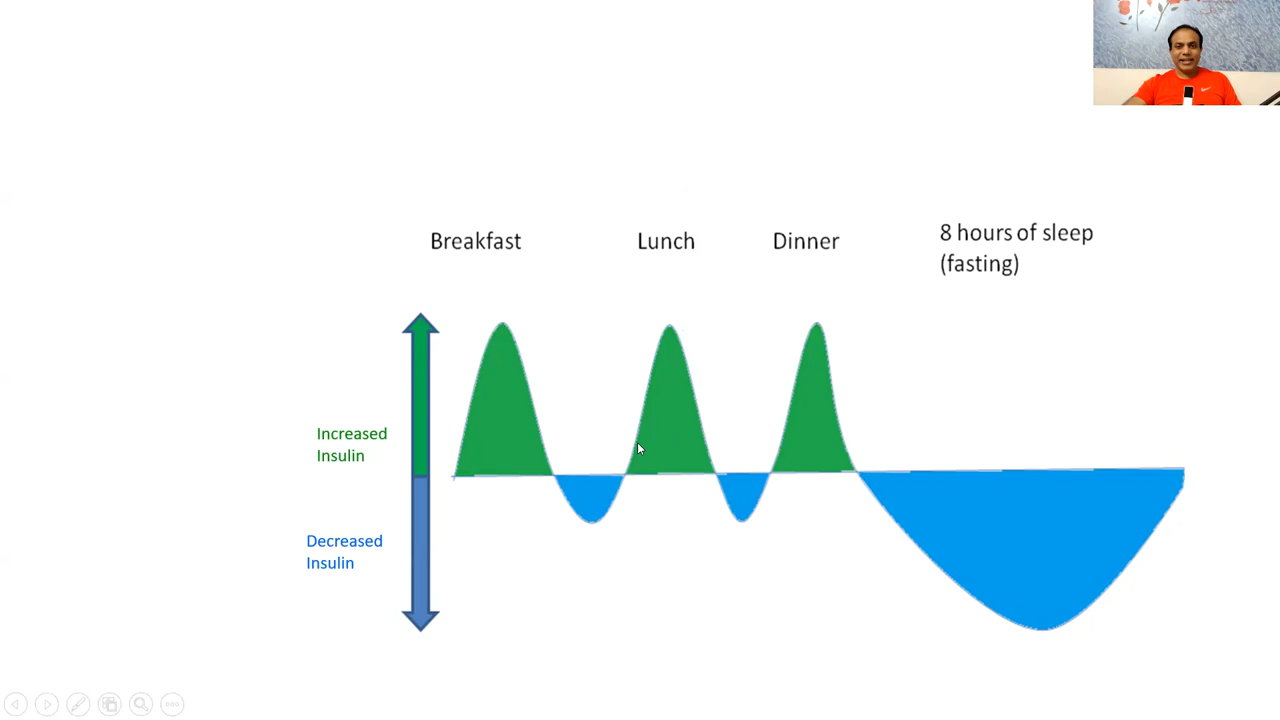 Breakfast
Lunch
Dinner
8 hours of sleep
(fasting)
Increased
Insulin
Decreased
Insulin